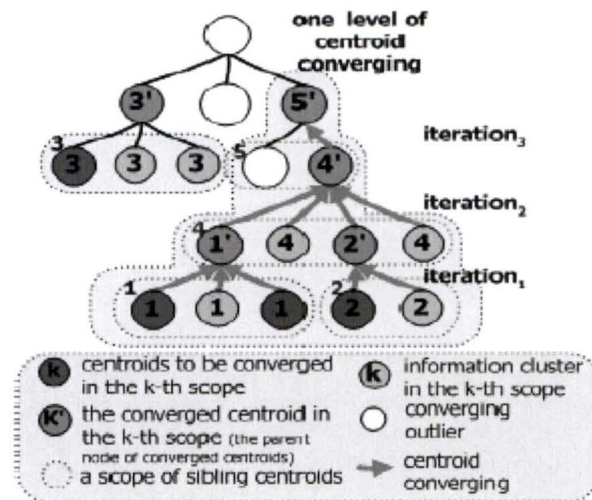 one level of
centroid
converging
3'
5'
iteration₃
3
3
3
3
5
4'
iteration₂
4
1'
4
2'
4
iteration₁
1
1
1
1
2
2
2
k centroids to be converged
in the k-th scope
k information cluster
in the k-th scope
k' the converged centroid in
the k-th scope (the parent
node of converged centroids)
converging
outlier
a scope of sibling centroids
centroid
converging